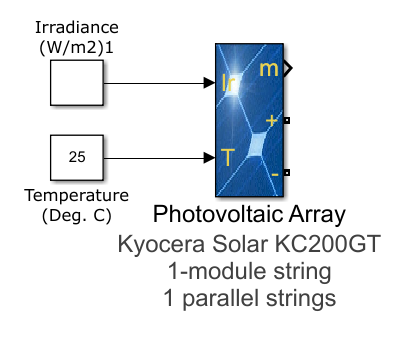 Irradiance
(W/m2)1
Ir
m
+
25
T
-
Temperature
(Deg. C)
Photovoltaic Array
Kyocera Solar KC200GT
1-module string
1 parallel strings